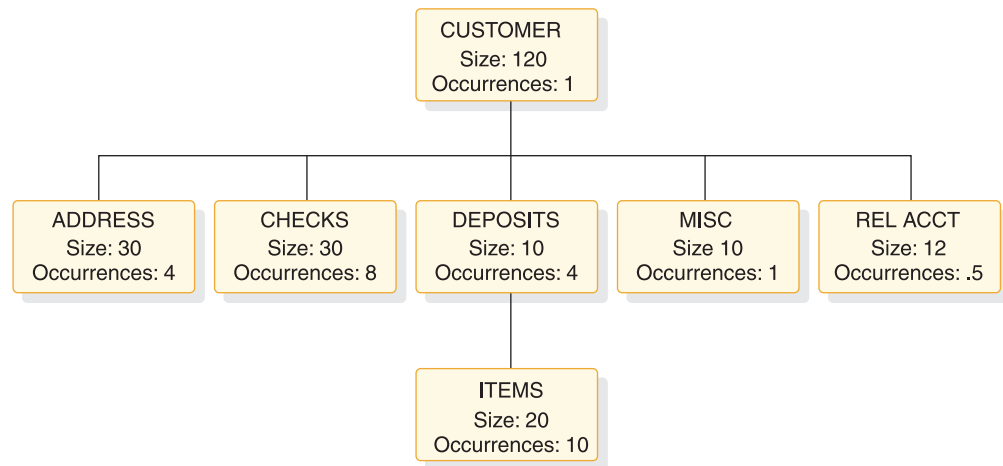 CUSTOMER
Size: 120
Occurrences: 1
ADDRESS
Size: 30
Occurrences: 4
CHECKS
Size: 30
Occurrences: 8
DEPOSITS
Size: 10
Occurrences: 4
MISC
Size 10
Occurrences: 1
REL ACCT
Size: 12
Occurrences: .5
ITEMS
Size: 20
Occurrences: 10